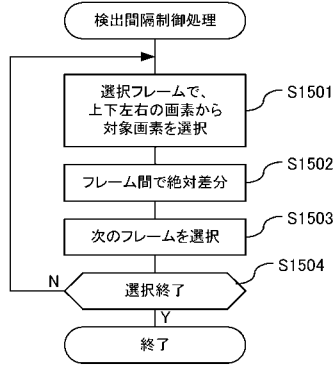 検出間隔制御処理
選択フレームで、
上下左右の画素から
対象画素を選択
S1501
フレーム間で絶対差分
S1502
次のフレームを選択
S1503
選択終了
S1504
N
Y
終了